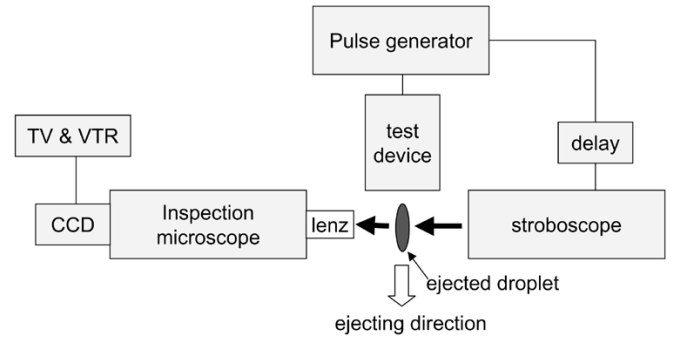 Pulse generator
TV & VTR
test
device
delay
CCD
Inspection
microscope
lenz
stroboscope
ejected droplet
ejecting direction